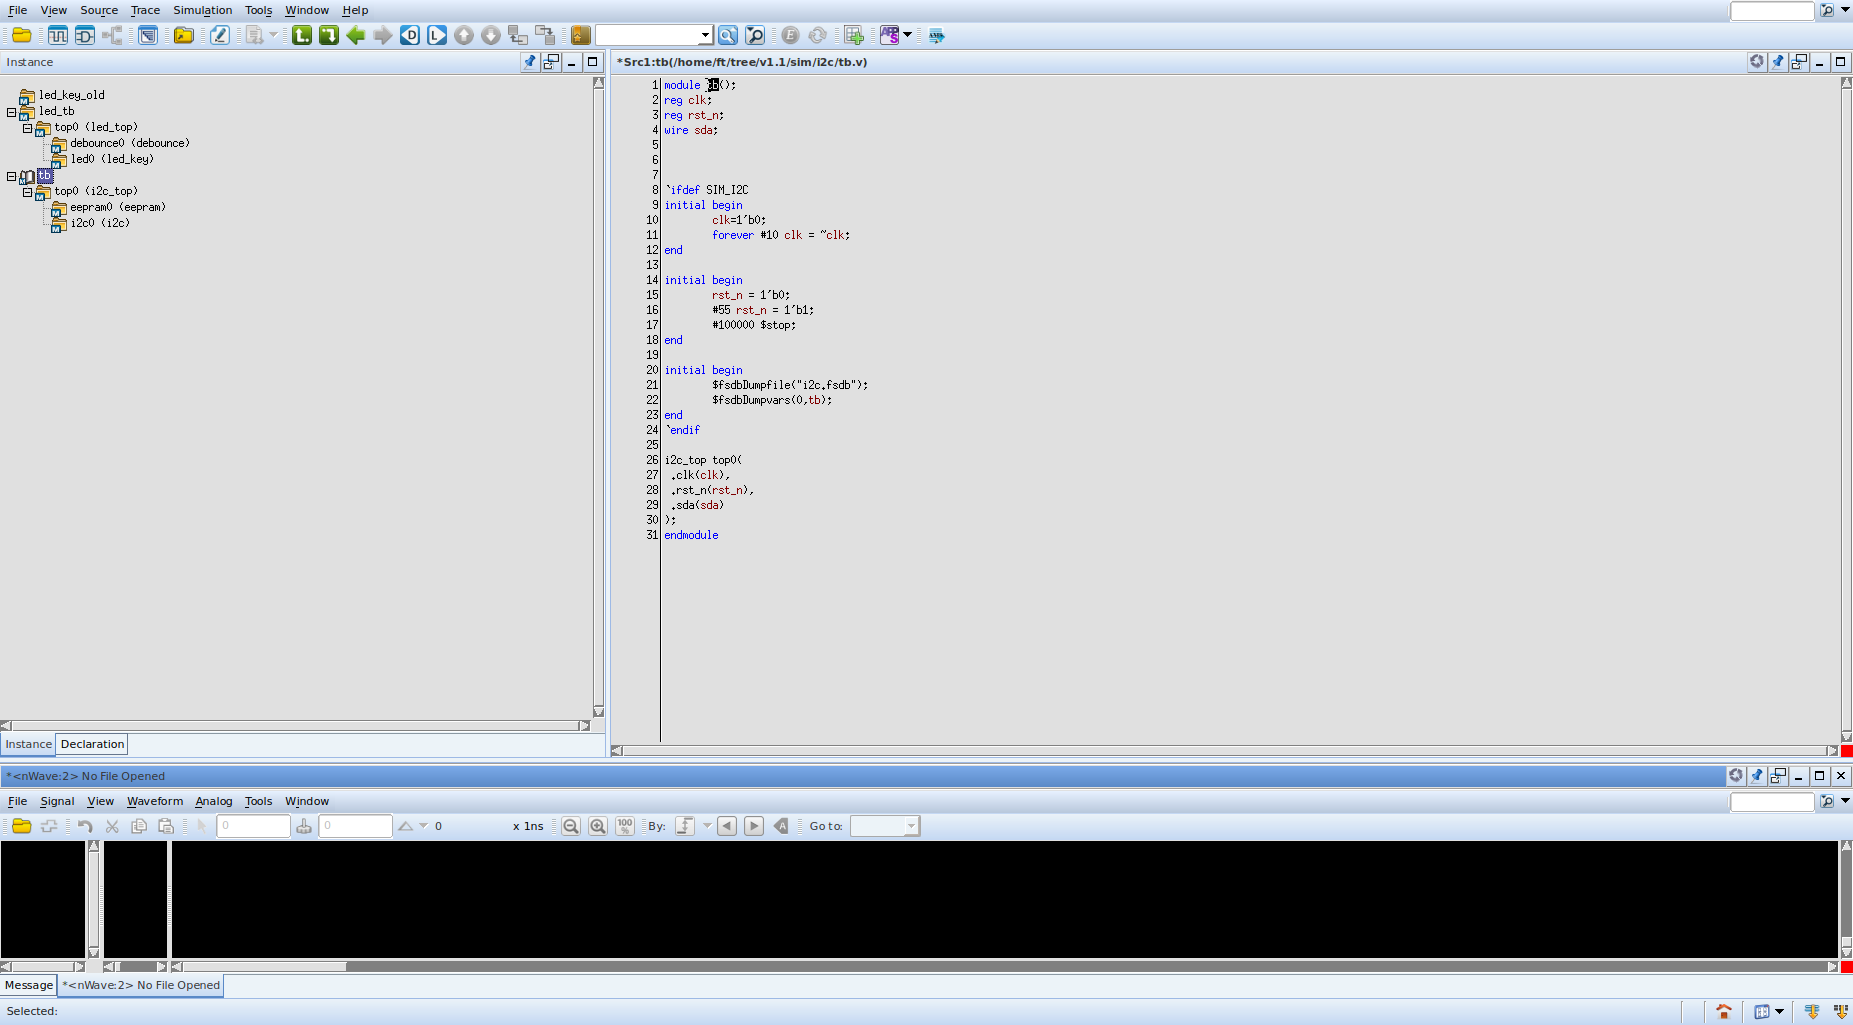 File View Source Trace Simulation Tools Window Help
Instance
*Src1:tb(/home/ft/tree/v1.1/sim/i2c/tb.v)
led_key_old
led_tb
top0 (led_top)
debounce0 (debounce)
led0 (led_key)
tb
top0 (i2c_top)
eepram0 (eepram)
i2c0 (i2c)
1 module tb();
2 reg clk;
3 reg rst_n;
4 wire sda;
5
6
7
8 `ifdef SIM_I2C
9 initial begin
10 clk=1'b0;
11 forever #10 clk = ~clk;
12 end
13
14 initial begin
15 rst_n = 1'b0;
16 #55 rst_n = 1'b1;
17 #100000 $stop;
18 end
19
20 initial begin
21 $fsdbDumpfile("i2c.fsdb");
22 $fsdbDumpvars(0,tb);
23 end
24 `endif
25
26 i2c_top top0(
27 .clk(clk),
28 .rst_n(rst_n),
29 .sda(sda)
30 );
31 endmodule
Instance Declaration
*<nWave:2> No File Opened
File Signal View Waveform Analog Tools Window
0 0 0 x 1ns 100% By: Go to:
Message *<nWave:2> No File Opened
Selected: